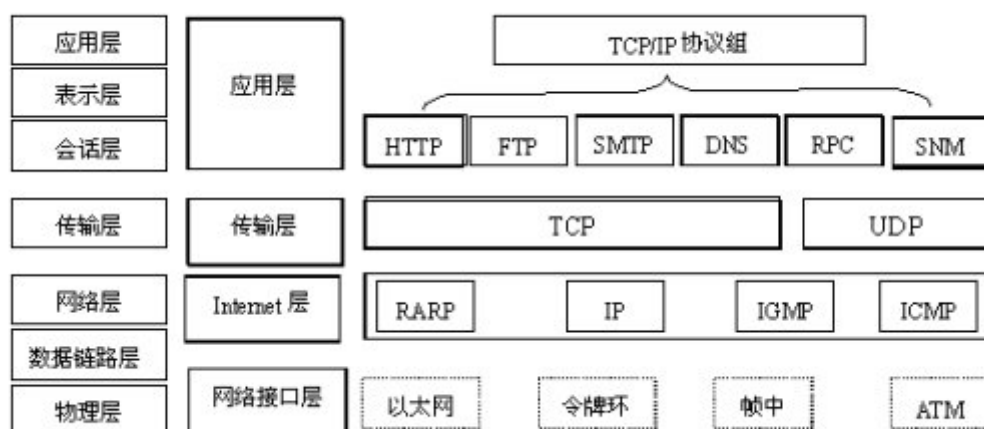 应用层
表示层
会话层
传输层
网络层
数据链路层
物理层
应用层
传输层
Internet 层
网络接口层
TCP/IP 协议组
HTTP FTP SMTP DNS RPC SNM
TCP UDP
RARP IP IGMP ICMP
以太网 令牌环 帧中 ATM